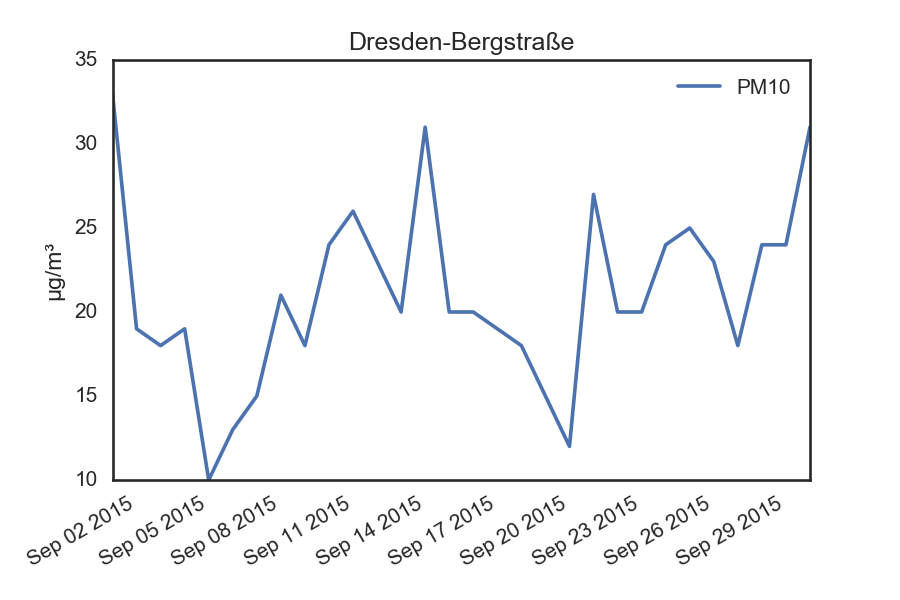 Dresden-Bergstraße
35
PM10
30
25
µg/m³
20
15
10
Sep 02 2015
Sep 05 2015
Sep 08 2015
Sep 11 2015
Sep 14 2015
Sep 17 2015
Sep 20 2015
Sep 23 2015
Sep 26 2015
Sep 29 2015